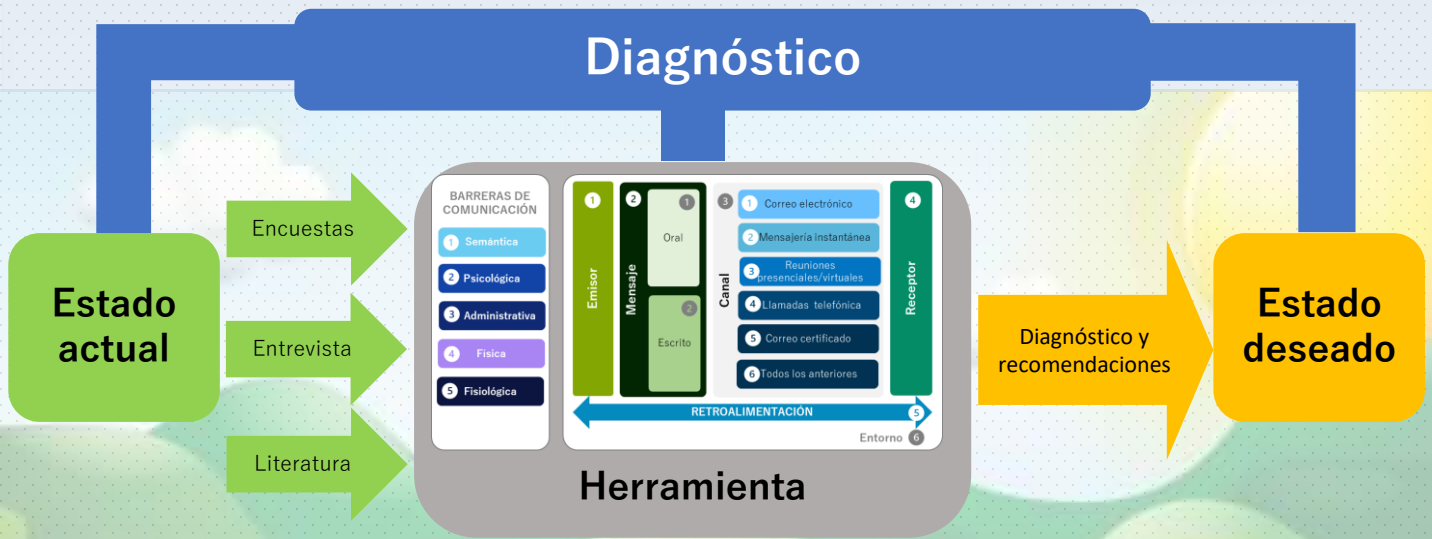 Diagnóstico
Estado
actual
Encuestas
Entrevista
Literatura
BARRERAS DE
COMUNICACIÓN
1 Semántica
2 Psicológica
3 Administrativa
4 Física
5 Fisiológica
1
Emisor
2
Mensaje
1
Oral
2
Escrito
3
Canal
1 Correo electrónico
2 Mensajería instantánea
3 Reuniones
presenciales/virtuales
4 Llamadas telefónica
5 Correo certificado
6 Todos los anteriores
4
Receptor
RETROALIMENTACIÓN 5
Entorno 6
Herramienta
Diagnóstico y
recomendaciones
Estado
deseado